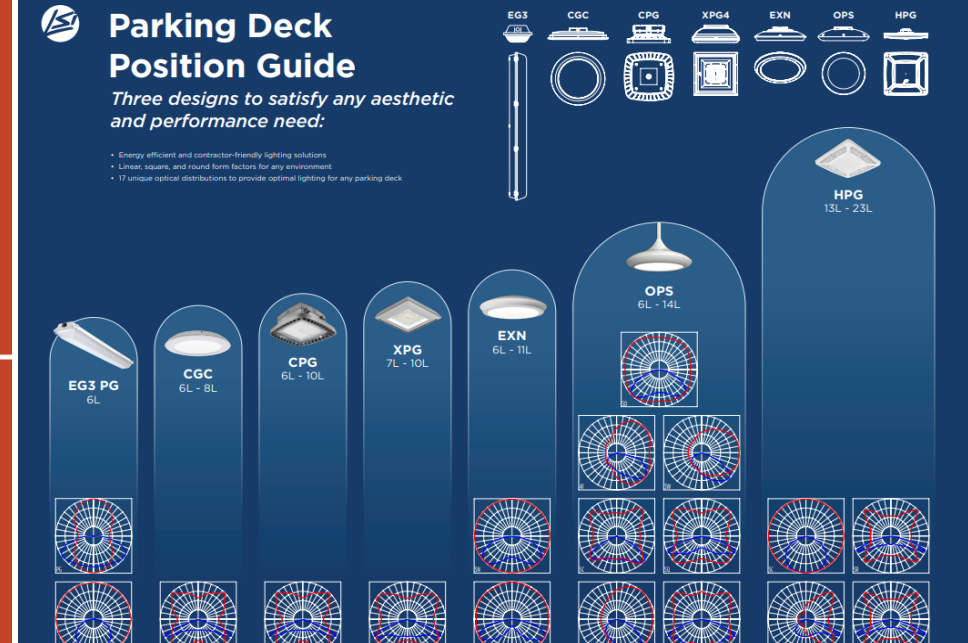 LSI
Parking Deck
Position Guide
Three designs to satisfy any aesthetic
and performance need:
• Energy efficient and contractor-friendly lighting solutions
• Linear, square, and round form factors for any environment
• 17 unique optical distributions to provide optimal lighting for any parking deck
EG3 CGC CPG XPG4 EXN OPS HPG
HPG
13L - 23L
OPS
6L - 14L
EXN
6L - 11L
XPG
7L - 10L
CPG
6L - 10L
CGC
6L - 8L
EG3 PG
6L